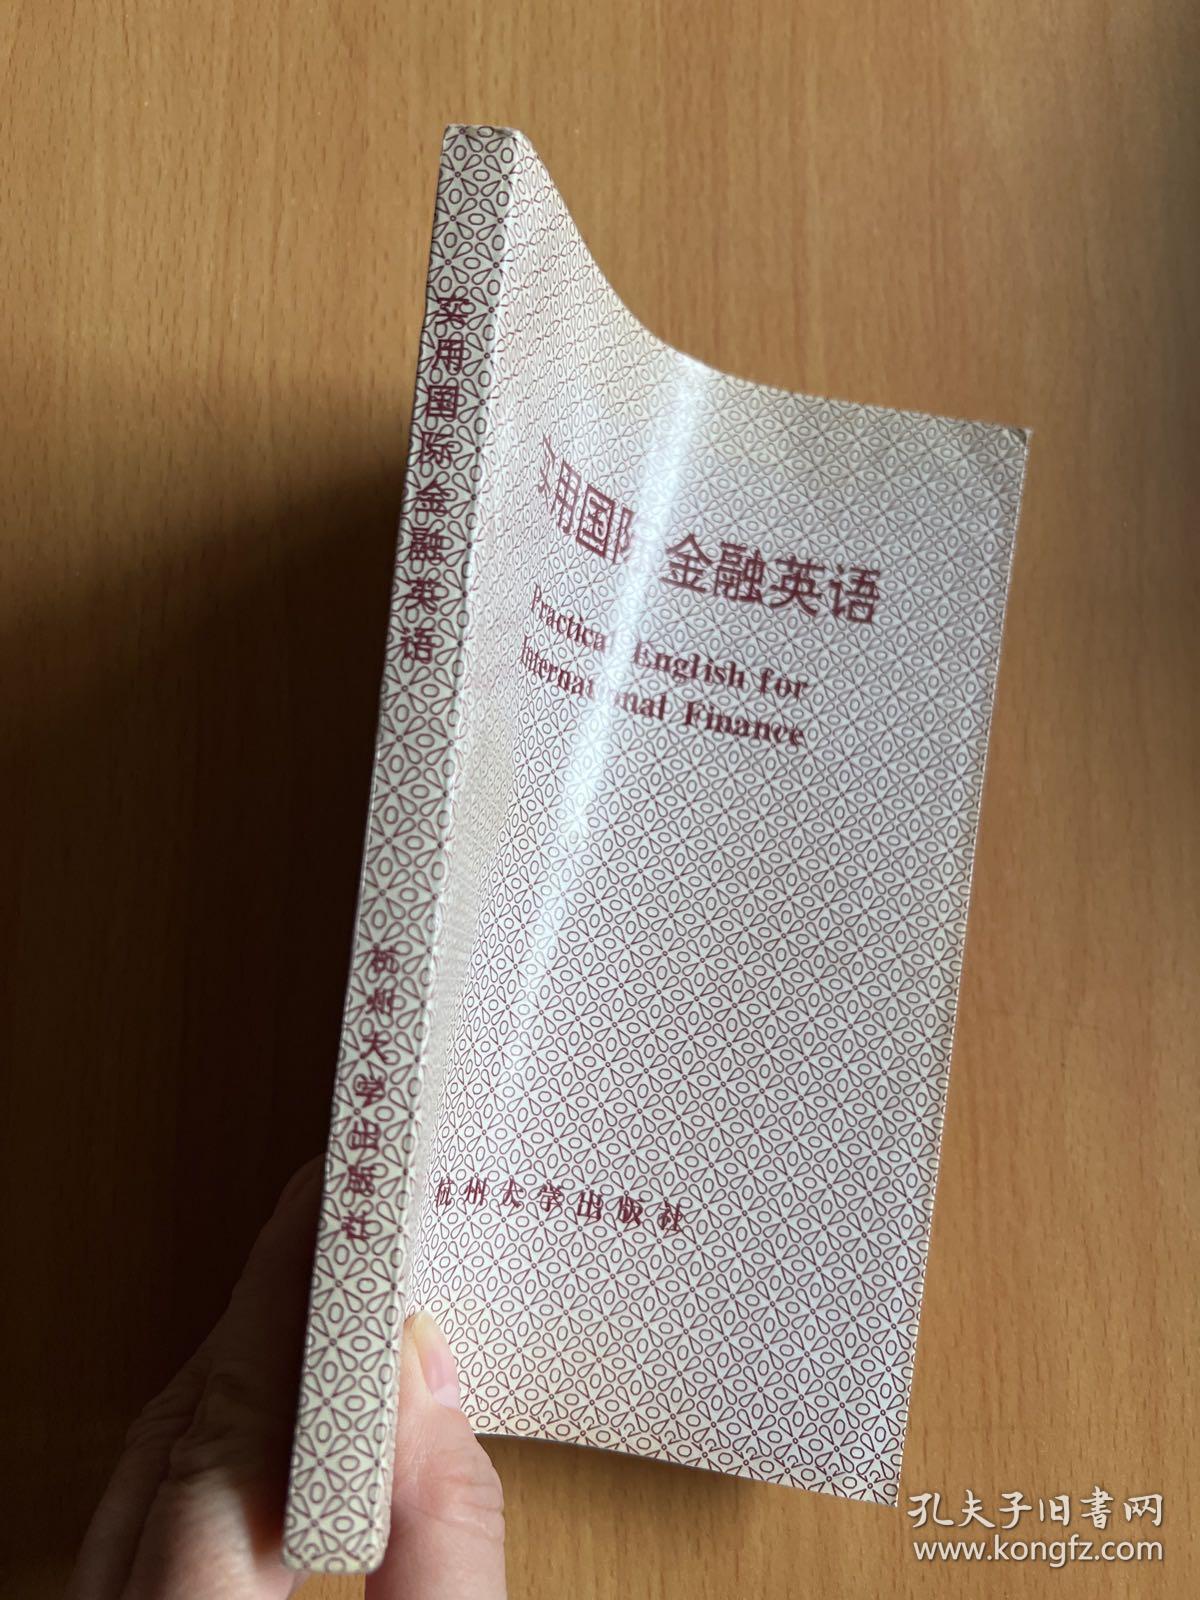 实用国际金融英语
杭州大学出版社
实用国际金融英语
Practical English for
International Finance
杭州大学出版社
孔夫子旧書网
www.kongfz.com